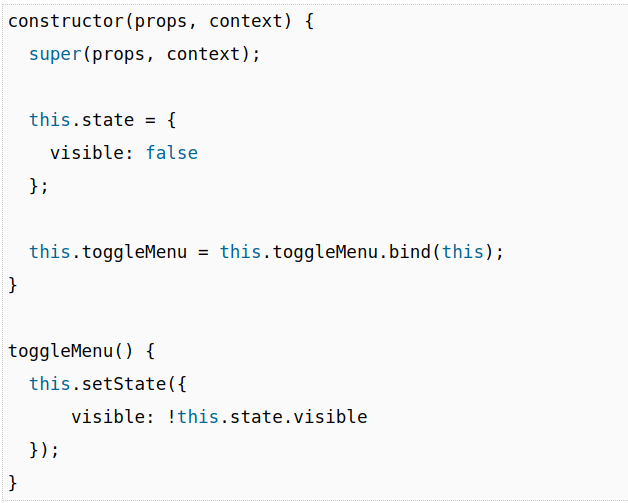 constructor(props, context) {
  super(props, context);

  this.state = {
    visible: false
  };

  this.toggleMenu = this.toggleMenu.bind(this);
}

toggleMenu() {
  this.setState({
      visible: !this.state.visible
  });
}